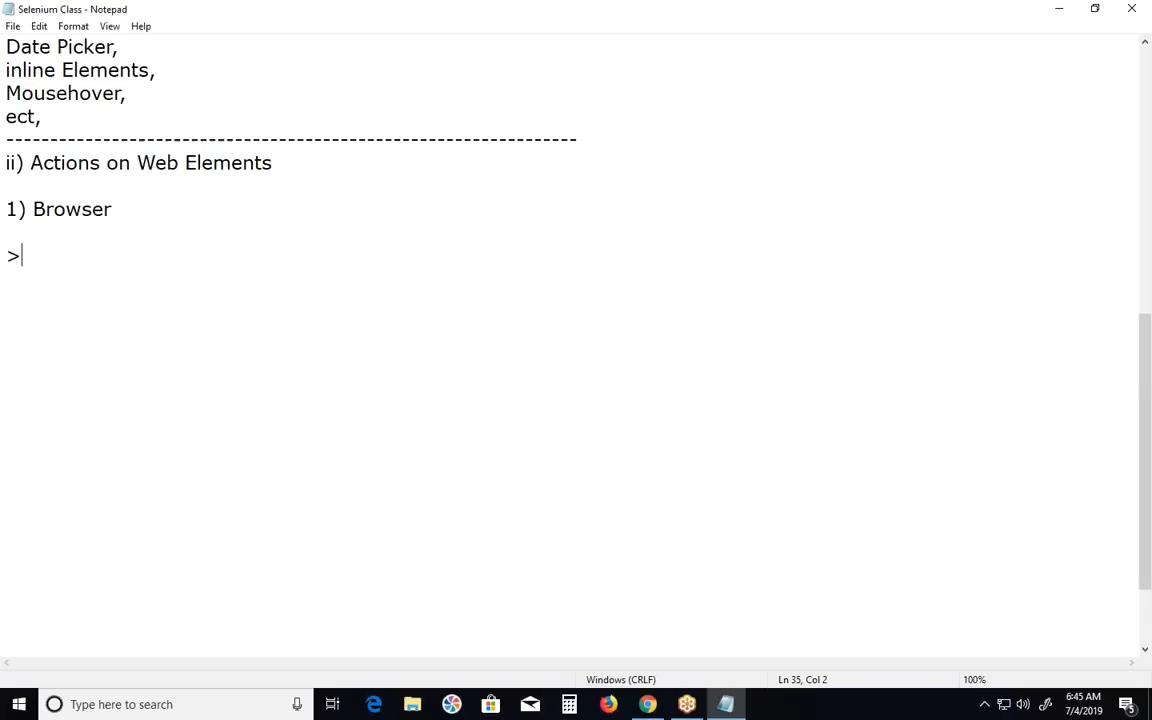 Selenium Class - Notepad
File Edit Format View Help
Date Picker,
inline Elements,
Mousehover,
ect,
-----------------------------------------------------------------
ii) Actions on Web Elements
1) Browser
>
Windows (CRLF) Ln 35, Col 2 100%
Type here to search
6:45 AM
7/4/2019
5